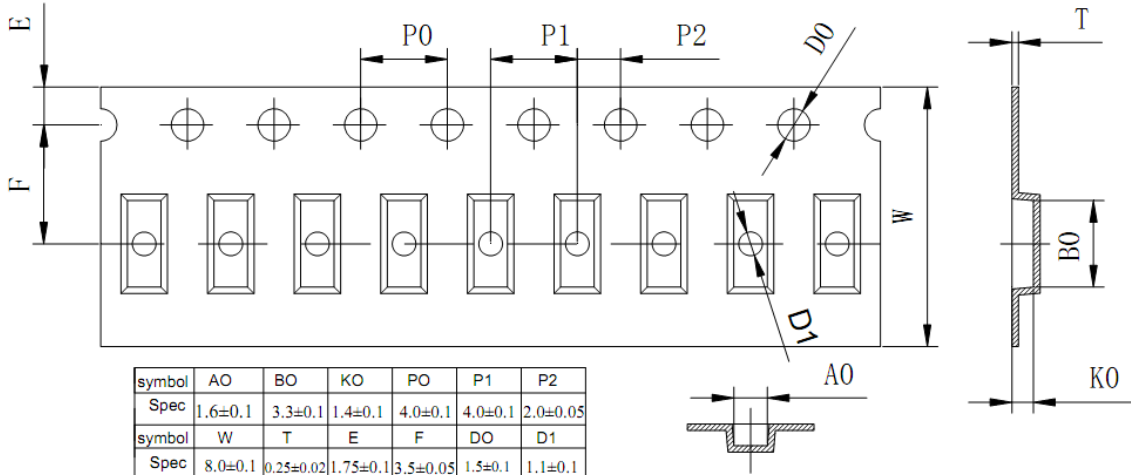 E
P0
P1
P2
D0
T
F
W
B0
D1
A0
K0
symbol AO BO KO PO P1 P2
Spec 1.6±0.1 3.3±0.1 1.4±0.1 4.0±0.1 4.0±0.1 2.0±0.05
symbol W T E F DO D1
Spec 8.0±0.1 0.25±0.02 1.75±0.1 3.5±0.05 1.5±0.1 1.1±0.1